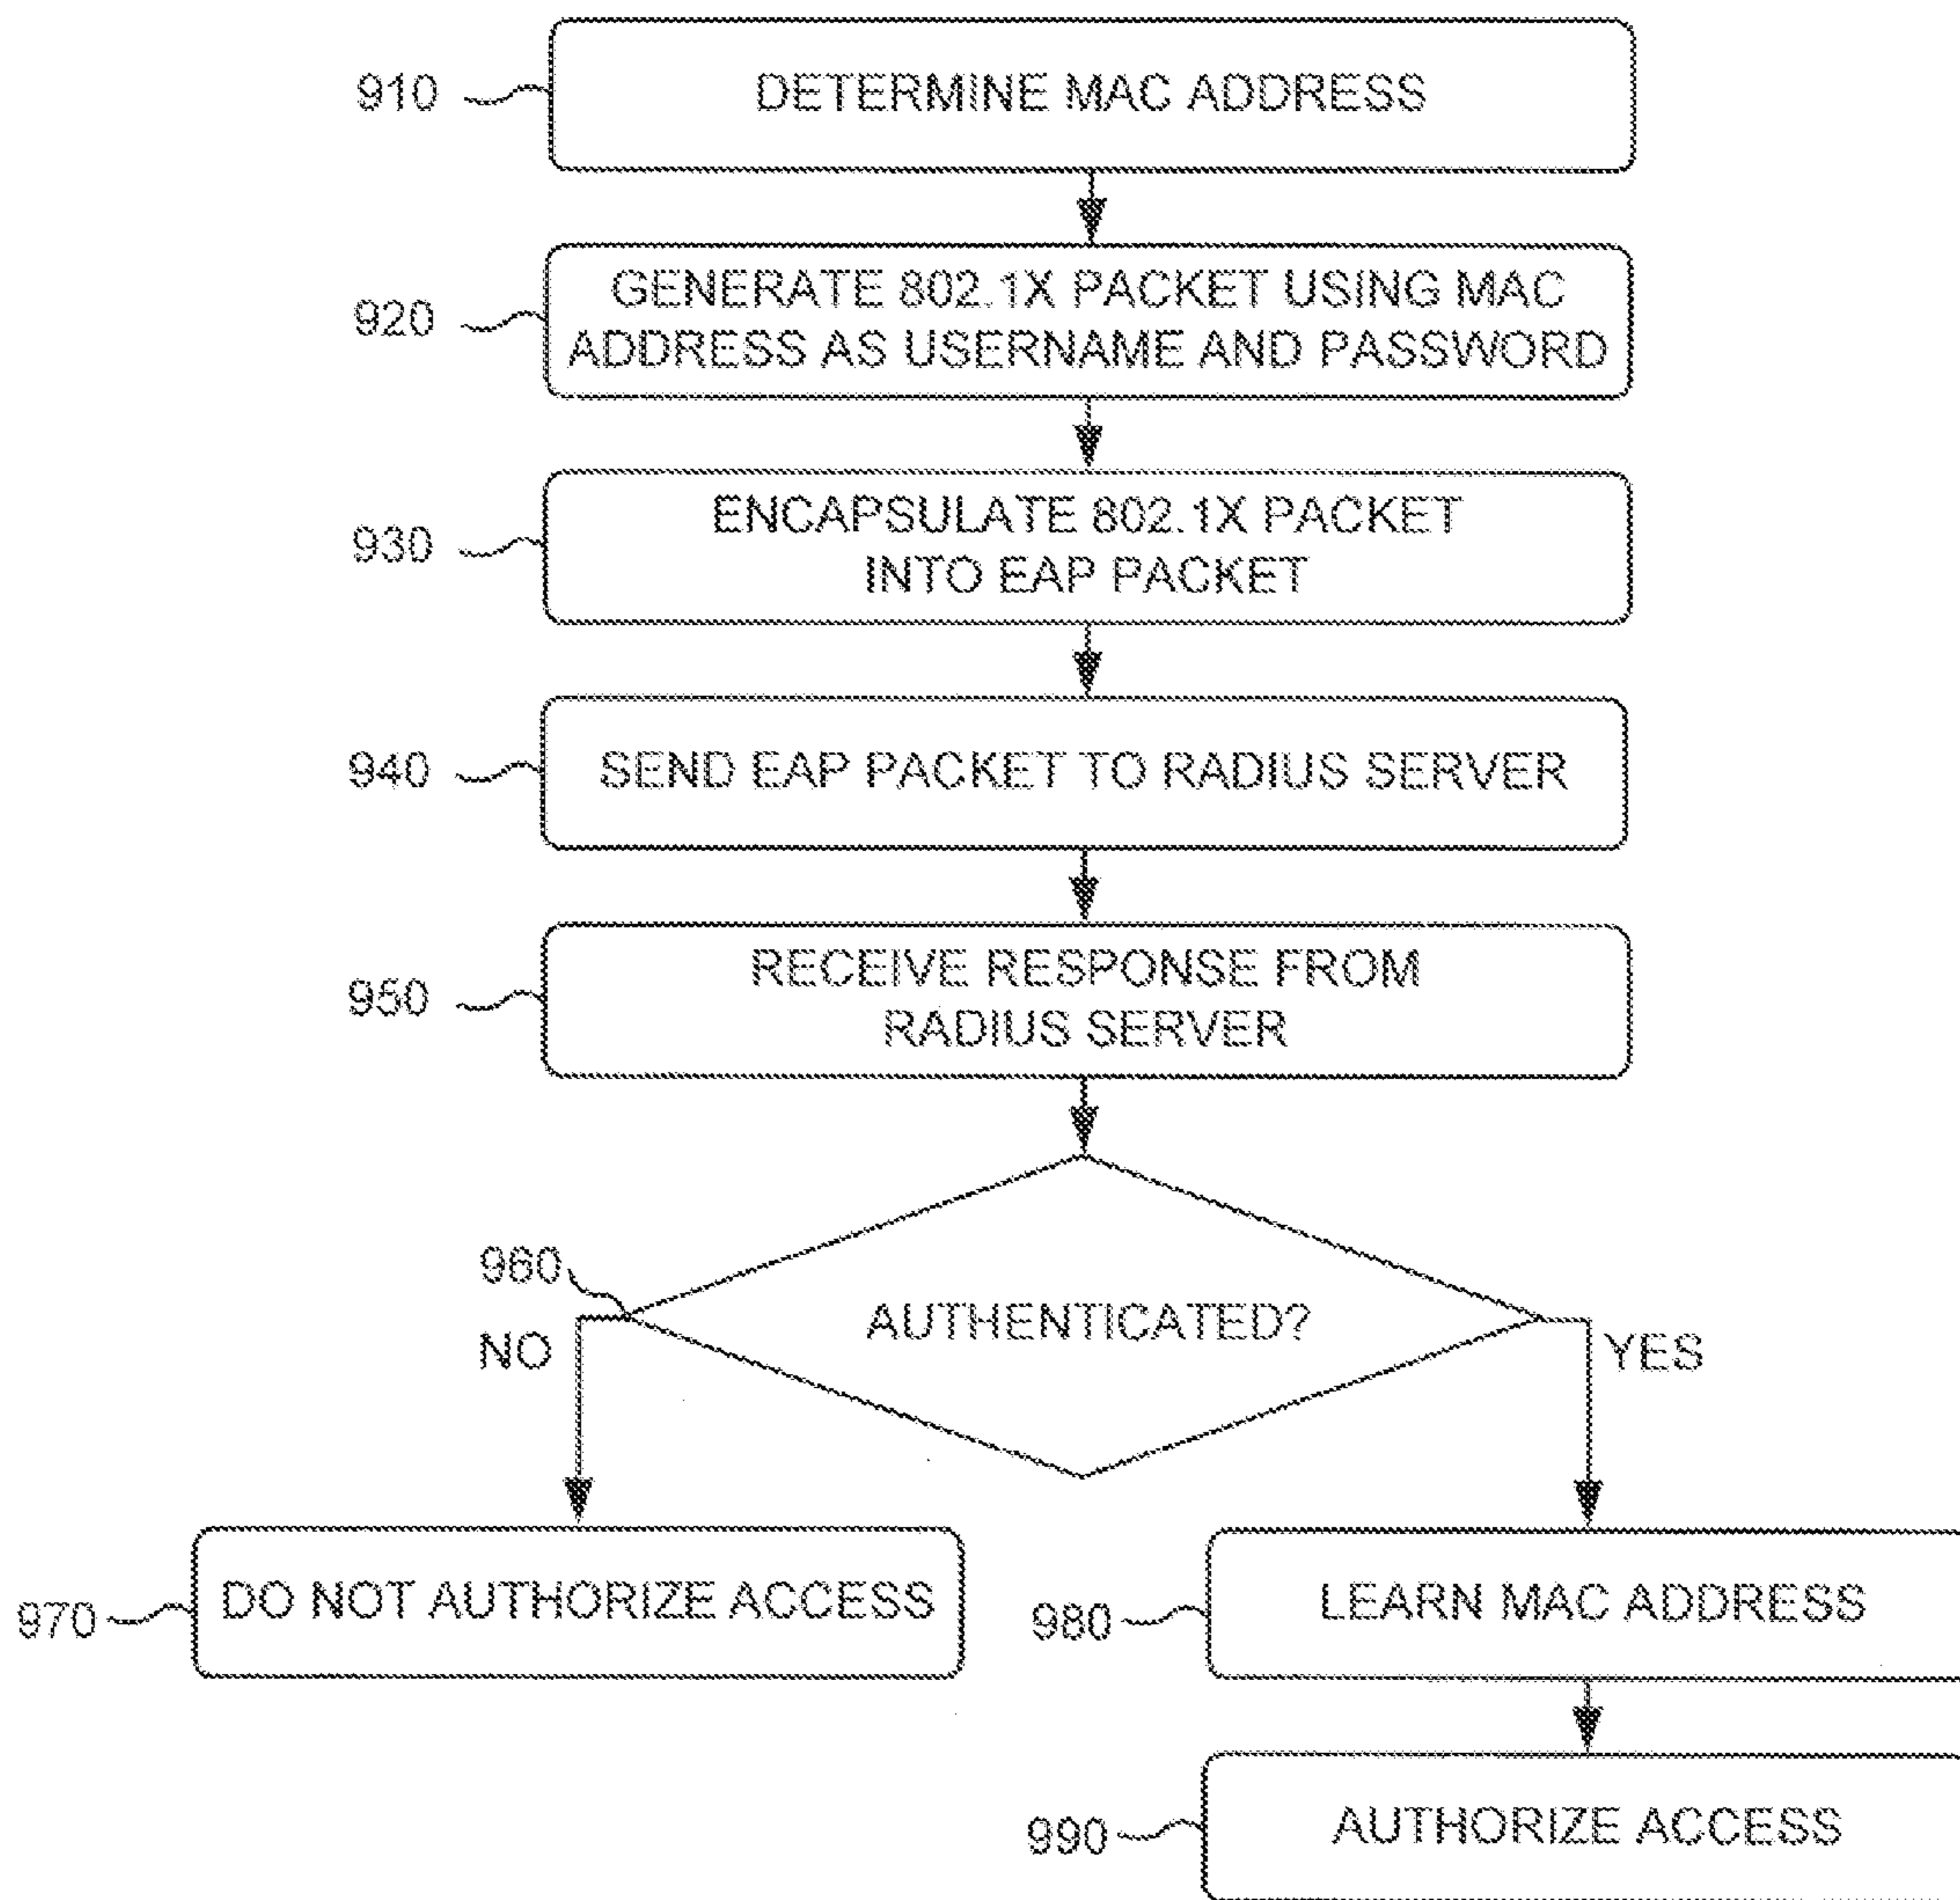 910
DETERMINE MAC ADDRESS
920
GENERATE 802.1X PACKET USING MAC
ADDRESS AS USERNAME AND PASSWORD
930
ENCAPSULATE 802.1X PACKET
INTO EAP PACKET
940
SEND EAP PACKET TO RADIUS SERVER
950
RECEIVE RESPONSE FROM
RADIUS SERVER
960
AUTHENTICATED?
NO
YES
970
DO NOT AUTHORIZE ACCESS
980
LEARN MAC ADDRESS
990
AUTHORIZE ACCESS